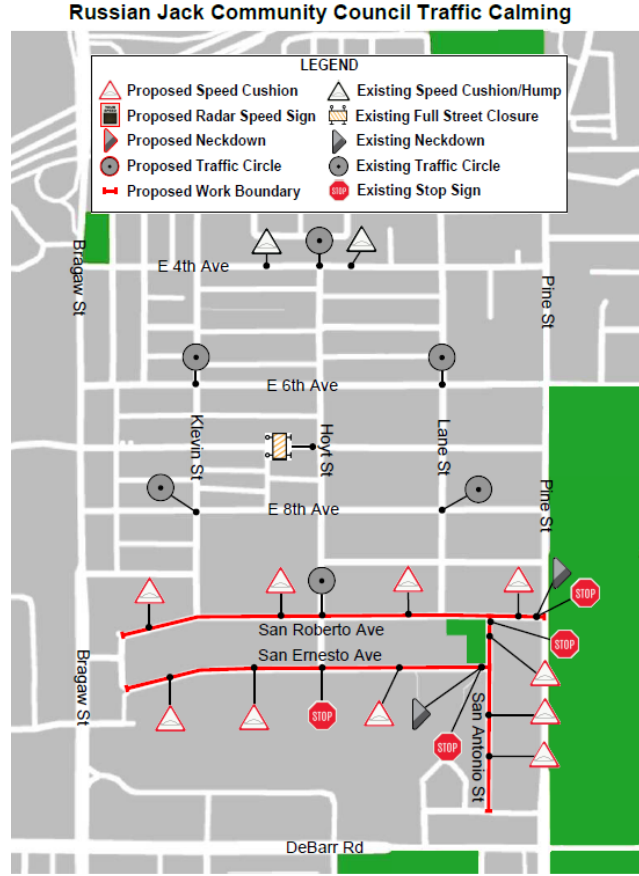 Russian Jack Community Council Traffic Calming
LEGEND
Proposed Speed Cushion
Existing Speed Cushion/Hump
Proposed Radar Speed Sign
Existing Full Street Closure
Proposed Neckdown
Existing Neckdown
Proposed Traffic Circle
Existing Traffic Circle
Proposed Work Boundary
STOP
Existing Stop Sign
Bragaw St
E 4th Ave
Pine St
E 6th Ave
Klevin St
Hoyt St
Lane St
E 8th Ave
Pine St
STOP
San Roberto Ave
STOP
San Ernesto Ave
Bragaw St
San Antonio St
STOP
STOP
DeBarr Rd